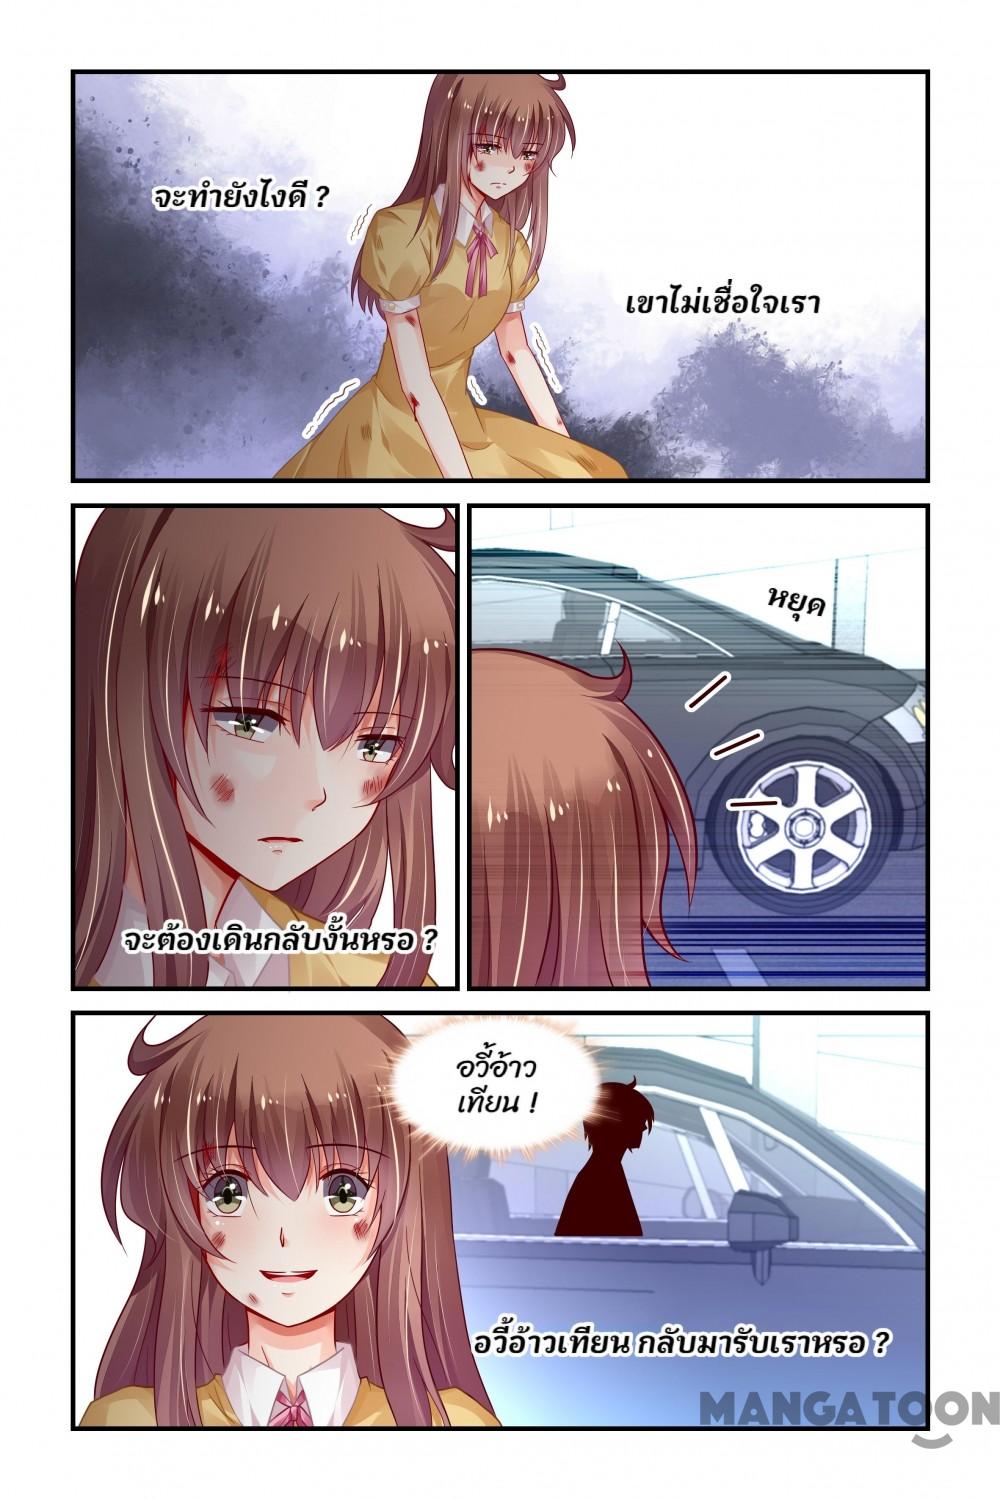 จะทำยังไงดี ?
เขาไม่เชื่อใจเรา
จะต้องเดินกลับงั้นหรอ ?
หยุด
อวี้อ้าว
เทียน !
อวี้อ้าวเทียน กลับมารับเราหรอ ?
MANGATOON